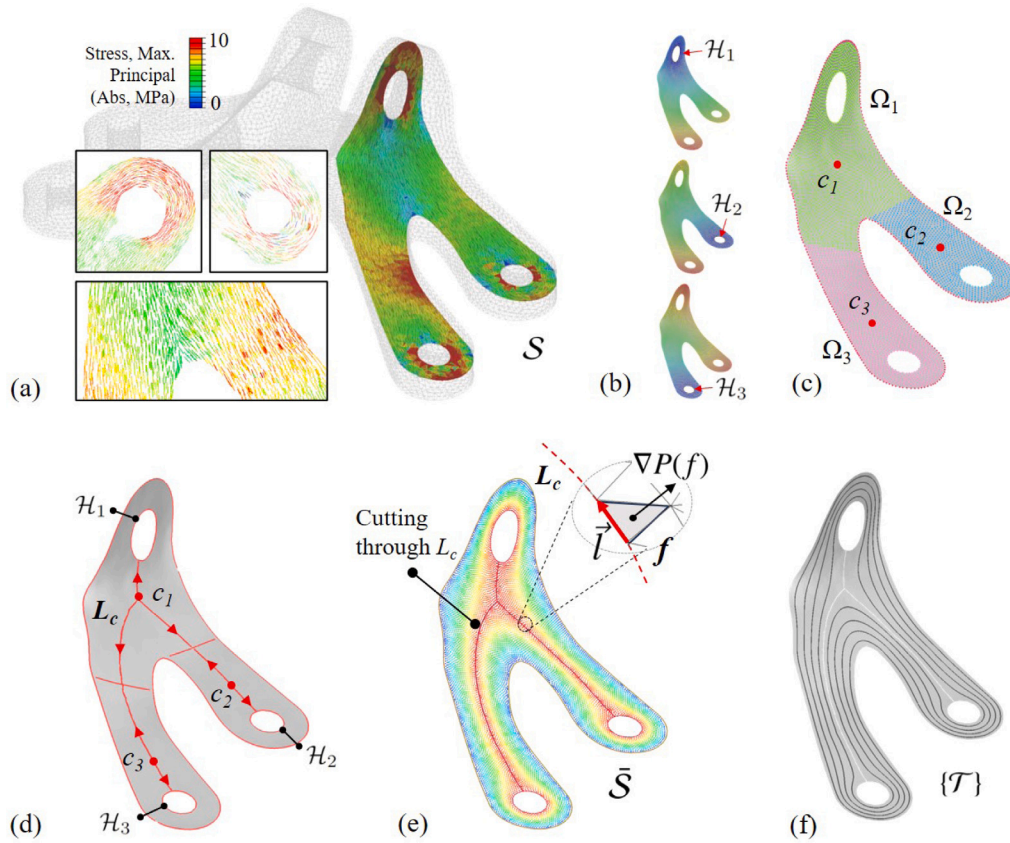 Stress, Max.
Principal
(Abs, MPa)
10
0
𝒮
(a)
ℋ1
ℋ2
ℋ3
(b)
Ω1
c1
Ω2
c2
c3
Ω3
(c)
ℋ1
c1
Lc
c2
ℋ2
c3
ℋ3
(d)
Lc
∇P(f)
l⃗
f
Cutting
through Lc
𝒮̄
(e)
{𝒯}
(f)